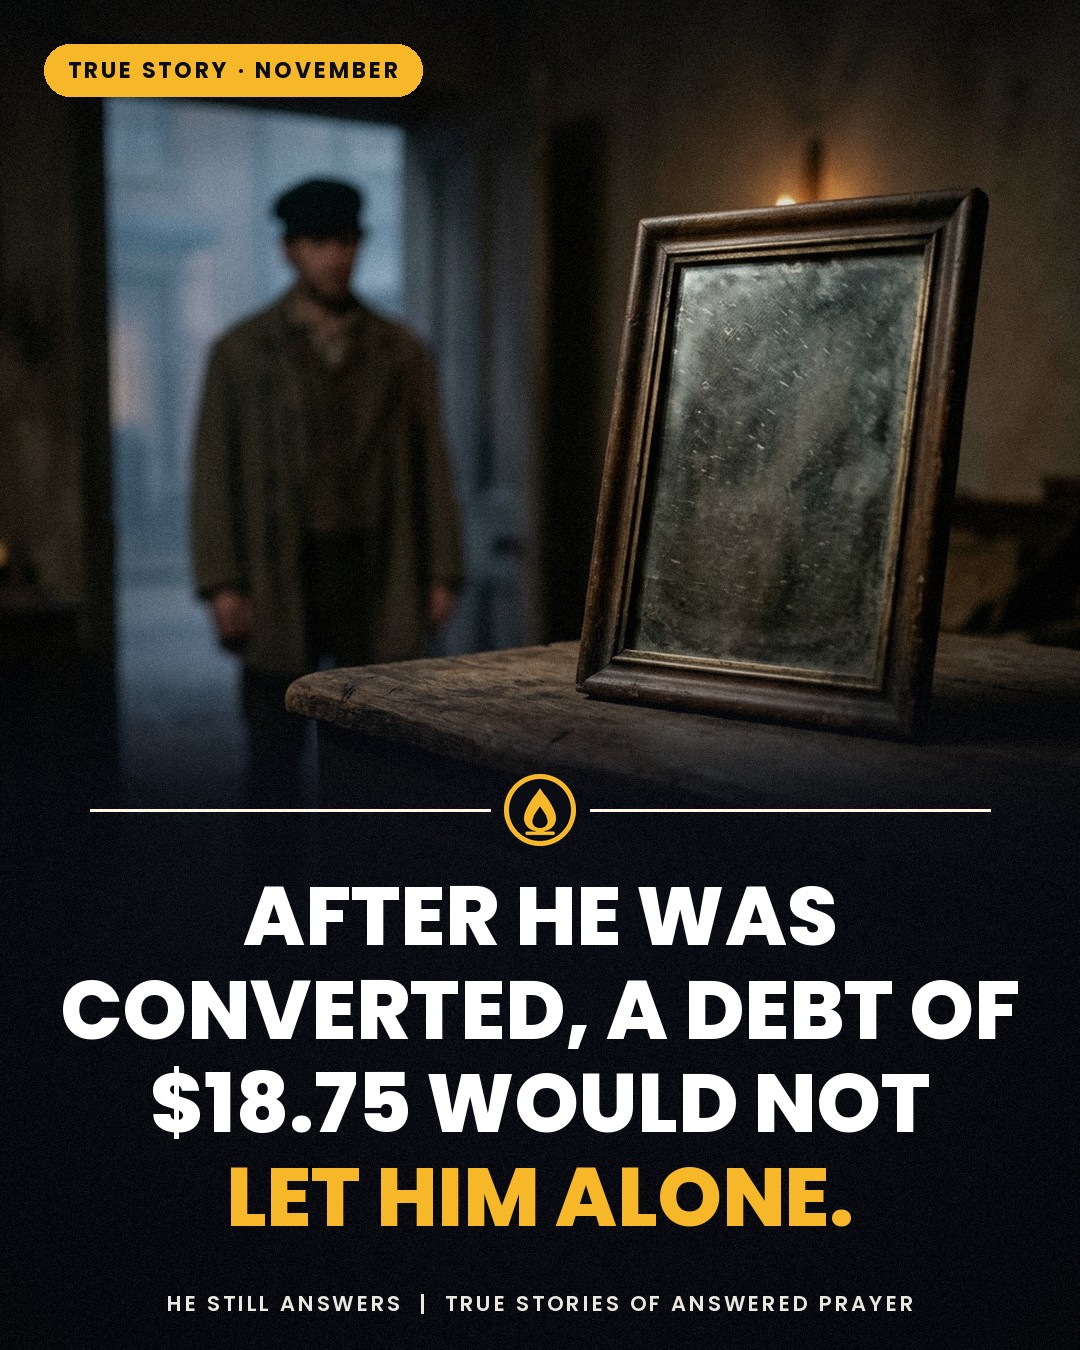 TRUE STORY · NOVEMBER
AFTER HE WAS
CONVERTED, A DEBT OF
$18.75 WOULD NOT
LET HIM ALONE.
HE STILL ANSWERS | TRUE STORIES OF ANSWERED PRAYER